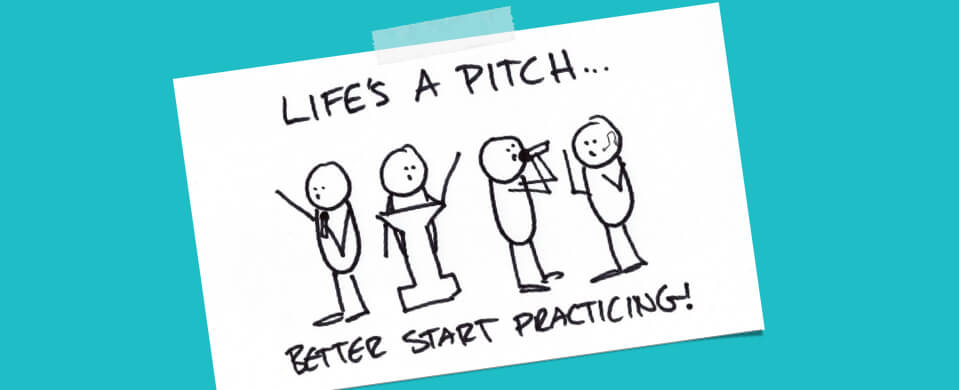 LIFE'S A PITCH...
BETTER START PRACTICING!